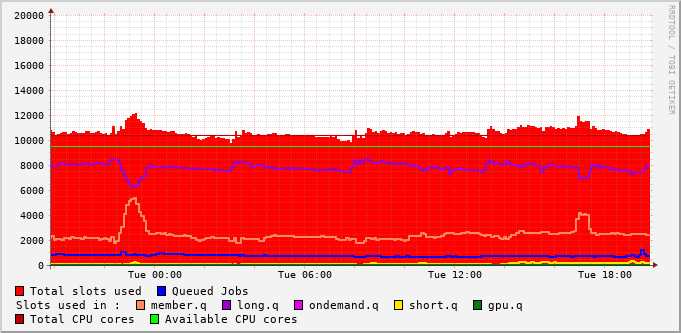 20000
18000
16000
14000
12000
10000
8000
6000
4000
2000
0
Tue 00:00 Tue 06:00 Tue 12:00 Tue 18:00
RRDTOOL / TOBI OETIKER
Total slots used Queued Jobs
Slots used in : member.q long.q ondemand.q short.q gpu.q
Total CPU cores Available CPU cores